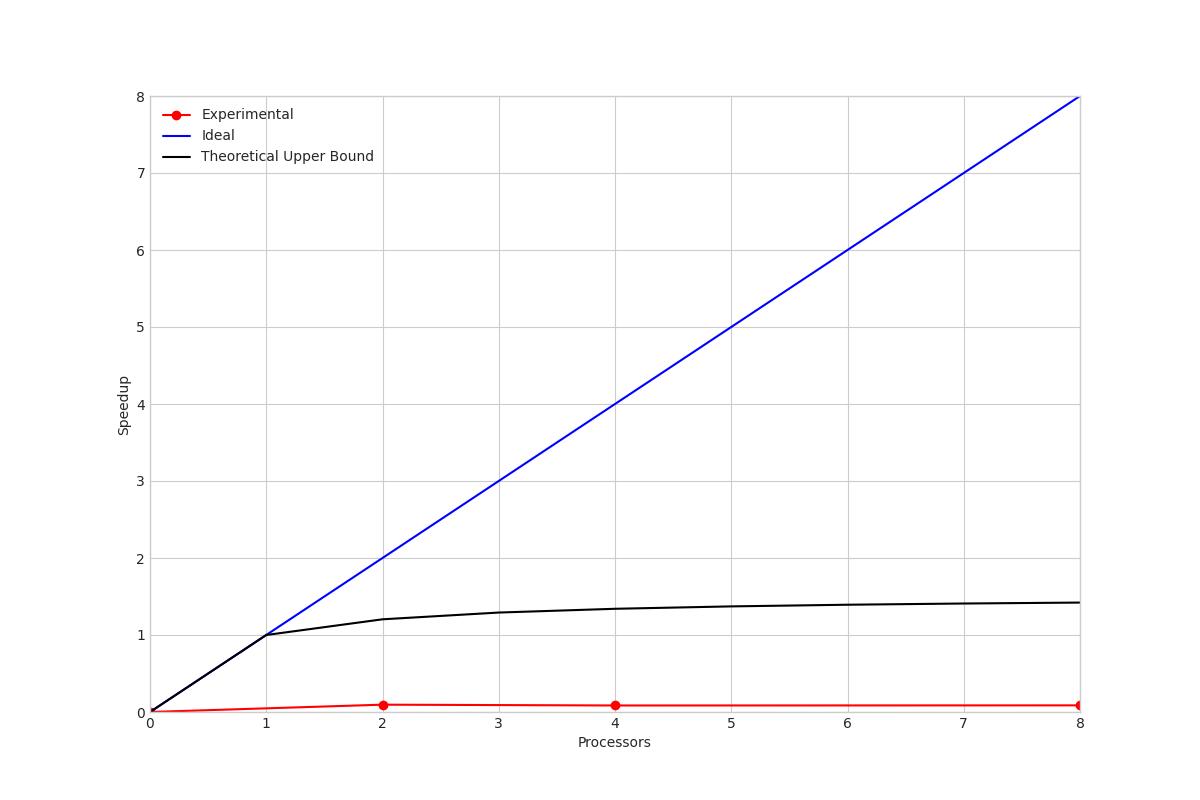 8
7
6
5
4
3
2
1
0
Speedup
Experimental
Ideal
Theoretical Upper Bound
0 1 2 3 4 5 6 7 8
Processors